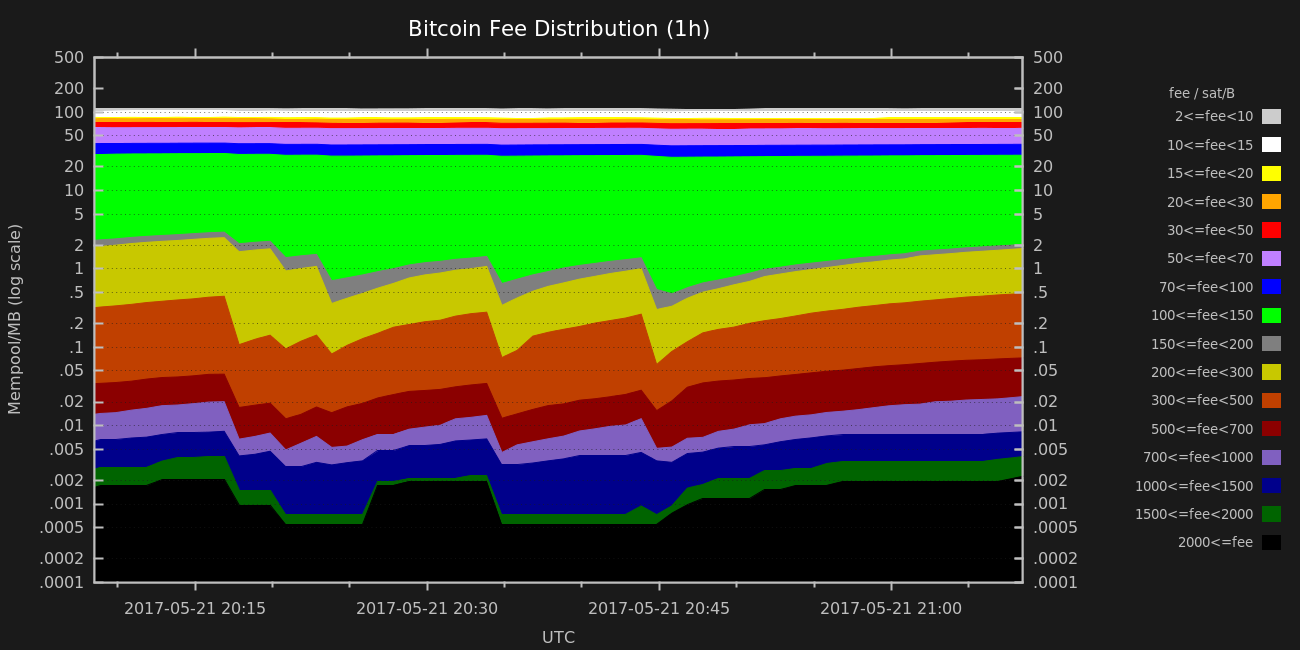 Bitcoin Fee Distribution (1h)
Mempool/MB (log scale)
500
200
100
50
20
10
5
2
1
.5
.2
.1
.05
.02
.01
.005
.002
.001
.0005
.0002
.0001
500
200
100
50
20
10
5
2
1
.5
.2
.1
.05
.02
.01
.005
.002
.001
.0005
.0002
.0001
2017-05-21 20:15
2017-05-21 20:30
2017-05-21 20:45
2017-05-21 21:00
UTC
fee / sat/B
2<=fee<10
10<=fee<15
15<=fee<20
20<=fee<30
30<=fee<50
50<=fee<70
70<=fee<100
100<=fee<150
150<=fee<200
200<=fee<300
300<=fee<500
500<=fee<700
700<=fee<1000
1000<=fee<1500
1500<=fee<2000
2000<=fee